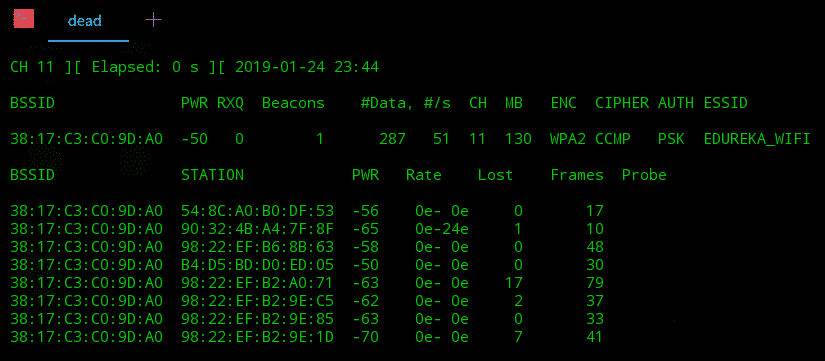 dead
CH 11 ][ Elapsed: 0 s ][ 2019-01-24 23:44
BSSID PWR RXQ Beacons #Data, #/s CH MB ENC CIPHER AUTH ESSID
38:17:C3:C0:9D:A0 -50 0 1 287 51 11 130 WPA2 CCMP PSK EDUREKA_WIFI
BSSID STATION PWR Rate Lost Frames Probe
38:17:C3:C0:9D:A0 54:8C:A0:B0:DF:53 -56 0e- 0e 0 17
38:17:C3:C0:9D:A0 90:32:4B:A4:7F:8F -65 0e-24e 1 10
38:17:C3:C0:9D:A0 98:22:EF:B6:8B:63 -58 0e- 0e 0 48
38:17:C3:C0:9D:A0 B4:D5:BD:D0:ED:05 -50 0e- 0e 0 30
38:17:C3:C0:9D:A0 98:22:EF:B2:A0:71 -63 0e- 0e 17 79
38:17:C3:C0:9D:A0 98:22:EF:B2:9E:C5 -62 0e- 0e 2 37
38:17:C3:C0:9D:A0 98:22:EF:B2:9E:85 -63 0e- 0e 0 33
38:17:C3:C0:9D:A0 98:22:EF:B2:9E:1D -70 0e- 0e 7 41